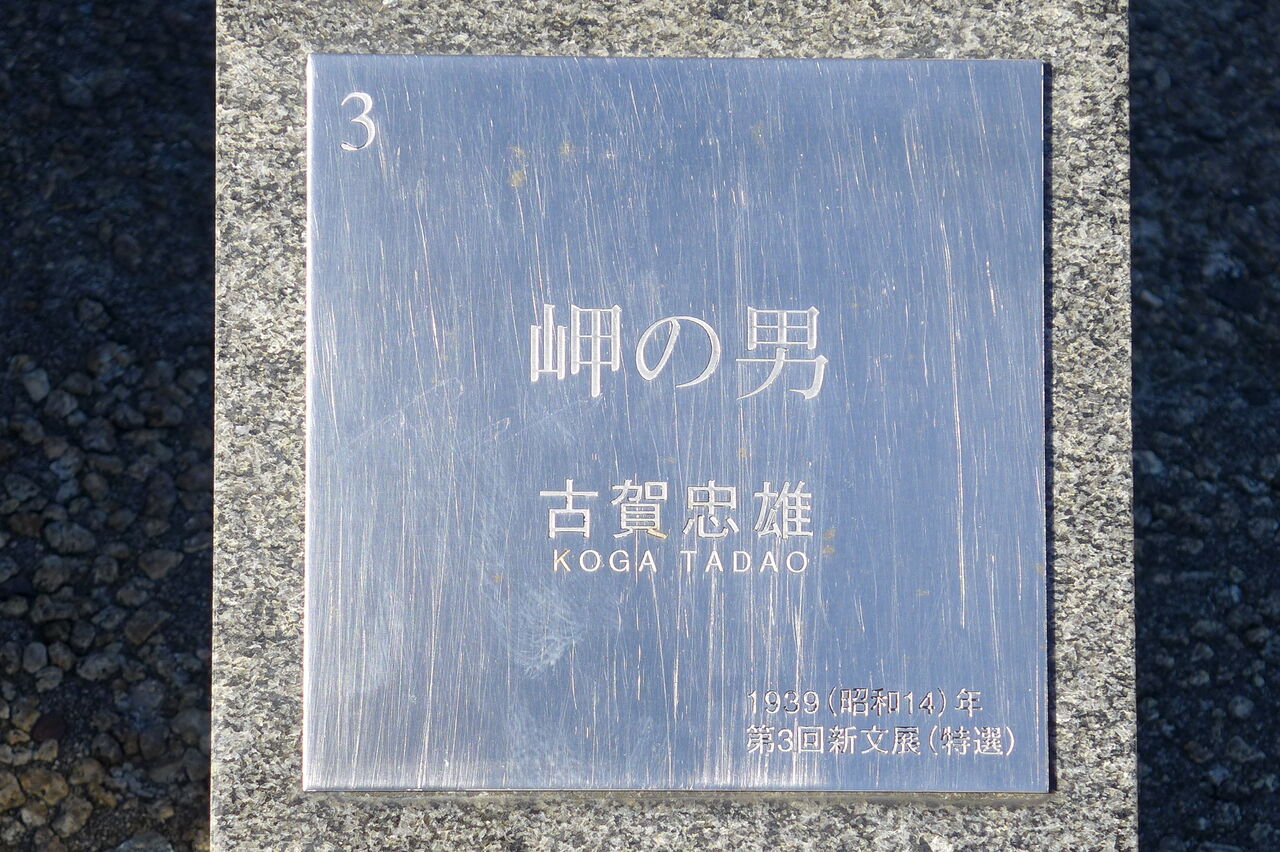 3
岬の男
古賀忠雄
KOGA TADAO
1939(昭和14)年
第3回新文展(特選)